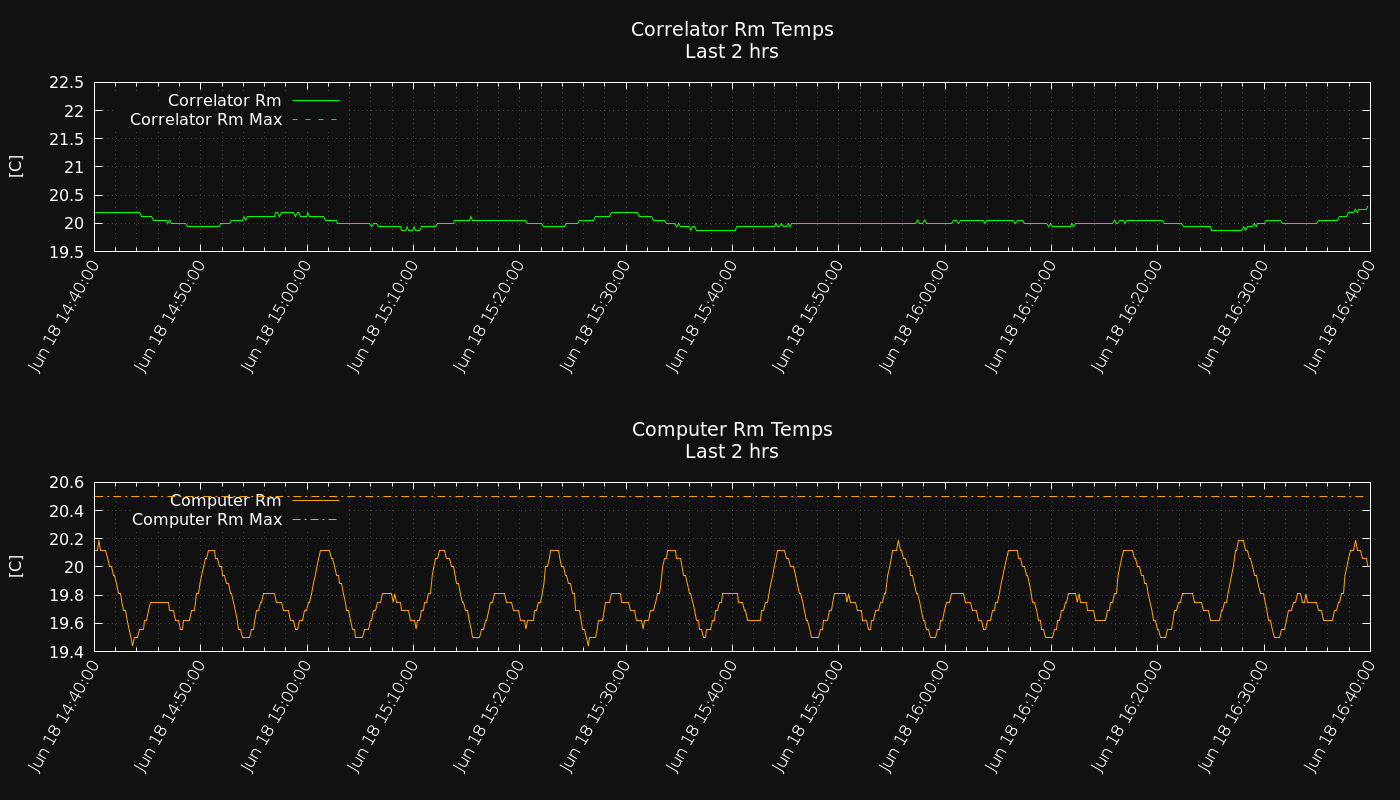 Correlator Rm Temps
Last 2 hrs
22.5
22
21.5
21
20.5
20
19.5
[C]
Correlator Rm
Correlator Rm Max
Jun 18 14:40:00
Jun 18 14:50:00
Jun 18 15:00:00
Jun 18 15:10:00
Jun 18 15:20:00
Jun 18 15:30:00
Jun 18 15:40:00
Jun 18 15:50:00
Jun 18 16:00:00
Jun 18 16:10:00
Jun 18 16:20:00
Jun 18 16:30:00
Jun 18 16:40:00
Computer Rm Temps
Last 2 hrs
20.6
20.4
20.2
20
19.8
19.6
19.4
[C]
Computer Rm
Computer Rm Max
Jun 18 14:40:00
Jun 18 14:50:00
Jun 18 15:00:00
Jun 18 15:10:00
Jun 18 15:20:00
Jun 18 15:30:00
Jun 18 15:40:00
Jun 18 15:50:00
Jun 18 16:00:00
Jun 18 16:10:00
Jun 18 16:20:00
Jun 18 16:30:00
Jun 18 16:40:00